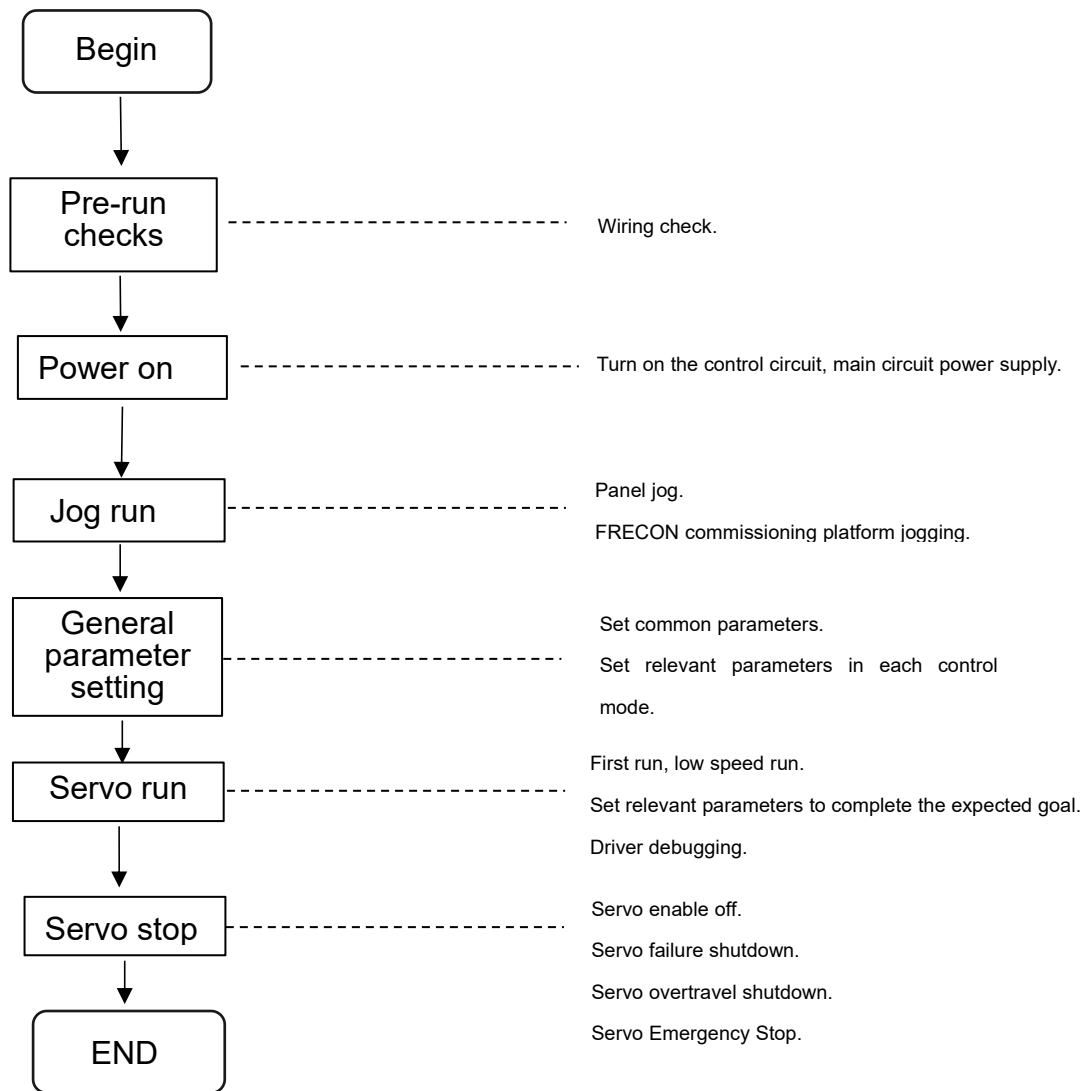 Begin
Pre-run
checks
Wiring check.
Power on
Turn on the control circuit, main circuit power supply.
Jog run
Panel jog.
FRECON commissioning platform jogging.
General
parameter
setting
Set common parameters.
Set relevant parameters in each control
mode.
Servo run
First run, low speed run.
Set relevant parameters to complete the expected goal.
Driver debugging.
Servo stop
Servo enable off.
Servo failure shutdown.
Servo overtravel shutdown.
Servo Emergency Stop.
END